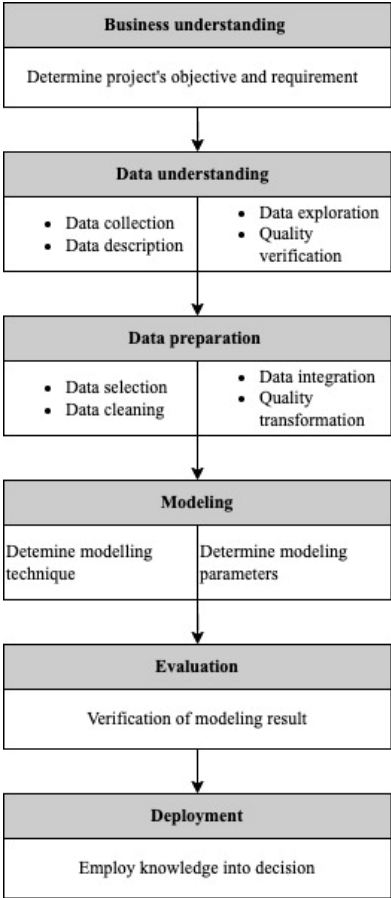 Business understanding
Determine project's objective and requirement
Data understanding
• Data collection
• Data description
• Data exploration
• Quality
verification
Data preparation
• Data selection
• Data cleaning
• Data integration
• Quality
transformation
Modeling
Detemine modelling
technique
Determine modeling
parameters
Evaluation
Verification of modeling result
Deployment
Employ knowledge into decision